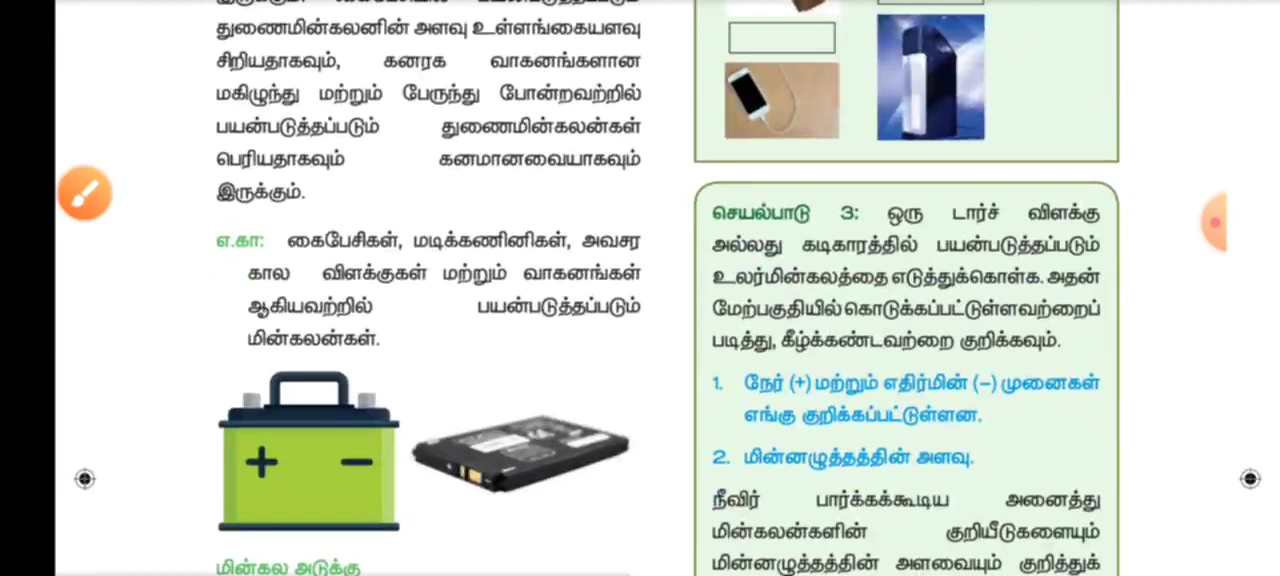 துணைமின்கலனின் அளவு உள்ளங்கையளவு
சிறியதாகவும், கனரக வாகனங்களான
மகிழுந்து மற்றும் பேருந்து போன்றவற்றில்
பயன்படுத்தப்படும் துணைமின்கலன்கள்
பெரியதாகவும் கனமானவையாகவும்
இருக்கும்.
எ.கா: கைபேசிகள், மடிக்கணினிகள், அவசர
கால விளக்குகள் மற்றும் வாகனங்கள்
ஆகியவற்றில் பயன்படுத்தப்படும்
மின்கலன்கள்.
+ −
மின்கல அடுக்கு
செயல்பாடு 3: ஒரு டார்ச் விளக்கு
அல்லது கடிகாரத்தில் பயன்படுத்தப்படும்
உலர்மின்கலத்தை எடுத்துக்கொள்க. அதன்
மேற்பகுதியில் கொடுக்கப்பட்டுள்ளவற்றைப்
படித்து, கீழ்க்கண்டவற்றை குறிக்கவும்.
1. நேர் (+) மற்றும் எதிர்மின் (−) முனைகள்
எங்கு குறிக்கப்பட்டுள்ளன.
2. மின்னழுத்தத்தின் அளவு.
நீவிர் பார்க்கக்கூடிய அனைத்து
மின்கலன்களின் குறியீடுகளையும்
மின்னழுத்தத்தின் அளவையும் குறித்துக்